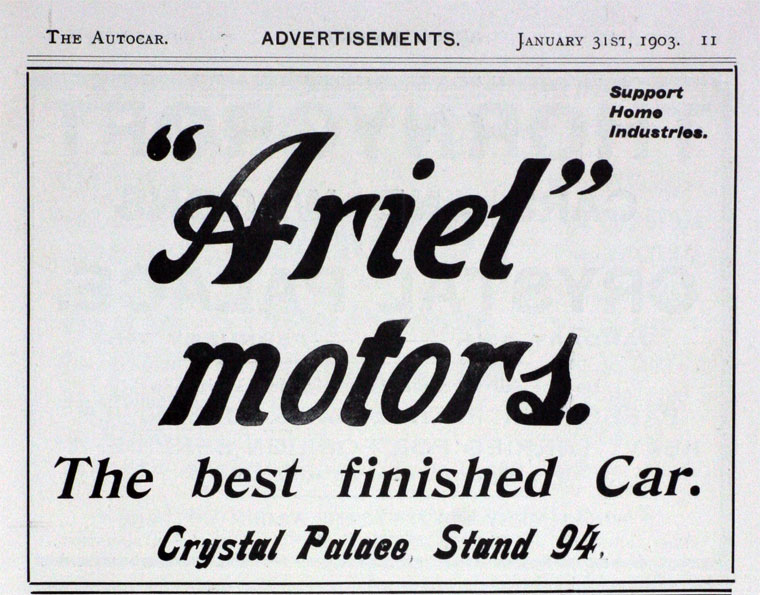 THE AUTOCAR. ADVERTISEMENTS. JANUARY 31ST, 1903. 11
Support
Home
Industries.
"Ariel"
motors.
The best finished Car.
Crystal Palace, Stand 94.